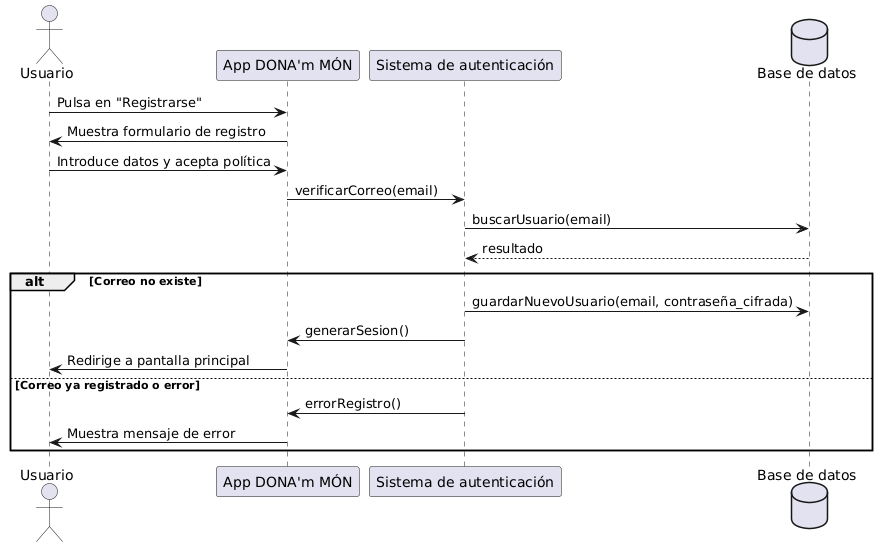 Usuario
App DONA'm MÓN
Sistema de autenticación
Base de datos
Pulsa en "Registrarse"
Muestra formulario de registro
Introduce datos y acepta política
verificarCorreo(email)
buscarUsuario(email)
resultado
alt [Correo no existe]
guardarNuevoUsuario(email, contraseña_cifrada)
generarSesion()
Redirige a pantalla principal
[Correo ya registrado o error]
errorRegistro()
Muestra mensaje de error
Usuario
App DONA'm MÓN
Sistema de autenticación
Base de datos